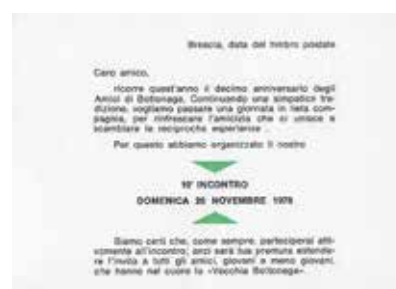 Brescia, data del timbro postale
Caro amico,
ricorre quest'anno il decimo anniversario degli
Amici di Bottonaga. Continuando una simpatica tra-
dizione, vogliamo passare una giornata in lieta com-
pagnia, per rinfrescare l'amicizia che ci unisce e
scambiare le reciproche esperienze .
Per questo abbiamo organizzato il nostro
10° INCONTRO
DOMENICA 26 NOVEMBRE 1978
Siamo certi che, come sempre, parteciperai atti-
vamente all'incontro; anzi sarà tua premura estende-
re l'invito a tutti gli amici, giovani e meno giovani,
che hanno nel cuore la «Vecchia Bottonaga».